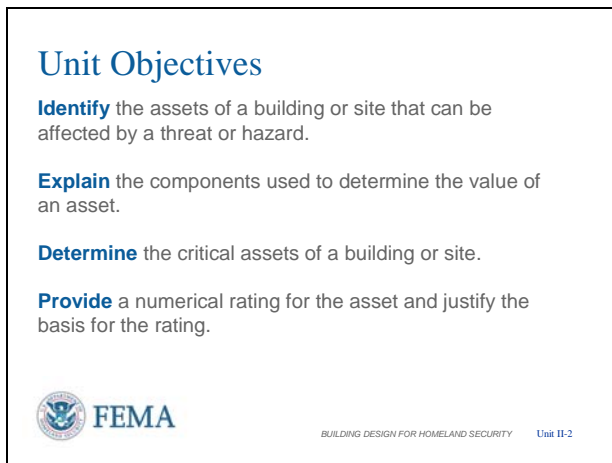 Unit Objectives
Identify the assets of a building or site that can be
affected by a threat or hazard.
Explain the components used to determine the value of
an asset.
Determine the critical assets of a building or site.
Provide a numerical rating for the asset and justify the
basis for the rating.
FEMA
BUILDING DESIGN FOR HOMELAND SECURITY Unit II-2